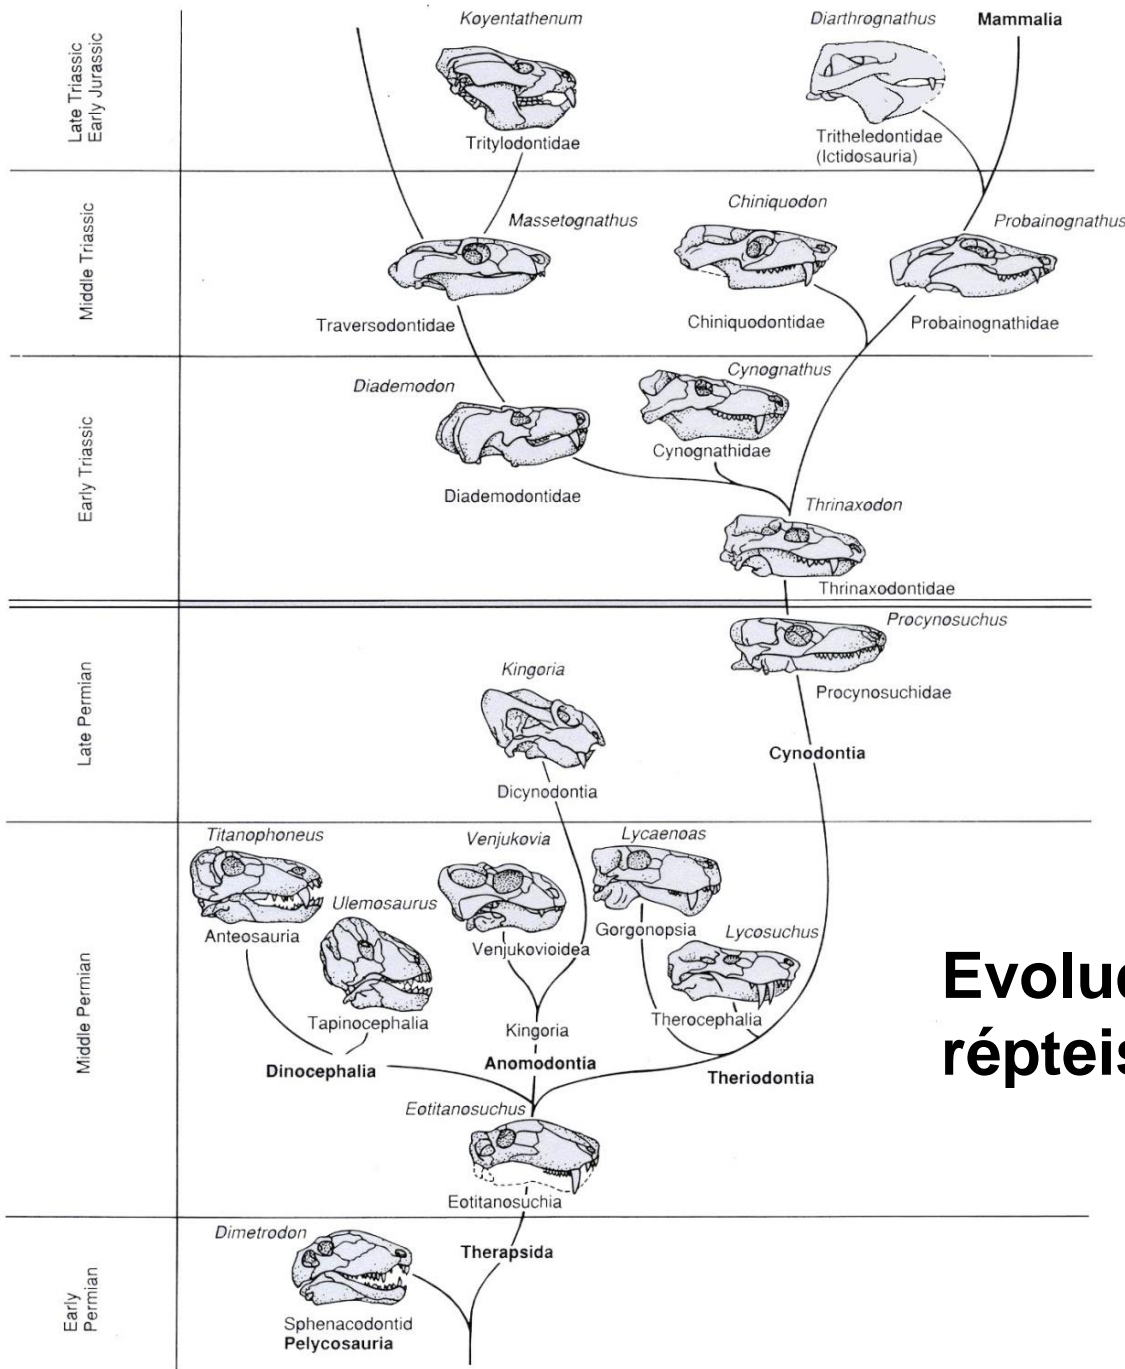 Late Triassic
Early Jurassic
Koyentathenum
Tritylodontidae
Diarthrognathus
Tritheledontidae
(Ictidosauria)
Mammalia
Middle Triassic
Massetognathus
Traversodontidae
Chiniquodon
Chiniquodontidae
Probainognathus
Probainognathidae
Early Triassic
Diademodon
Diademodontidae
Cynognathus
Cynognathidae
Thrinaxodon
Thrinaxodontidae
Late Permian
Procynosuchus
Procynosuchidae
Kingoria
Dicynodontia
Cynodontia
Middle Permian
Titanophoneus
Anteosauria
Ulemosaurus
Tapinocephalia
Venjukovia
Venjukovioidea
Lycaenoas
Gorgonopsia
Lycosuchus
Therocephalia
Kingoria
Dinocephalia
Anomodontia
Theriodontia
Eotitanosuchus
Eotitanosuchia
Early
Permian
Dimetrodon
Sphenacodontid
Pelycosauria
Therapsida
répteis